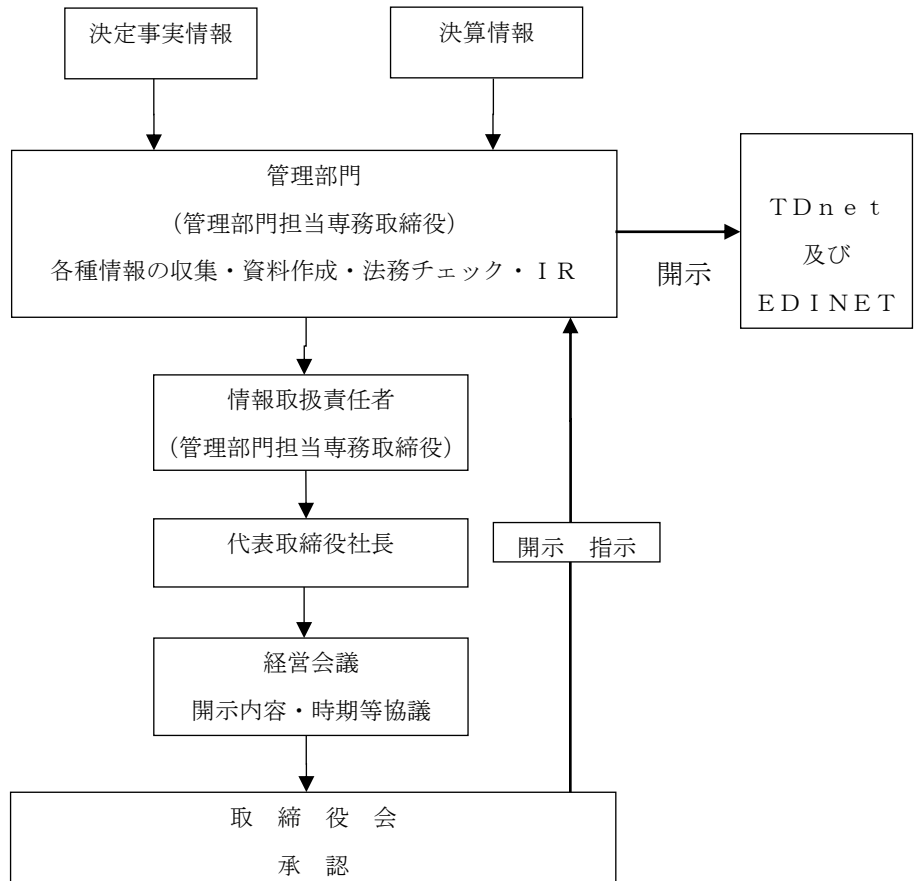 決定事実情報
決算情報
管理部門
（管理部門担当専務取締役）
各種情報の収集・資料作成・法務チェック・ＩＲ
ＴＤｎｅｔ
及び
ＥＤＩＮＥＴ
開示
情報取扱責任者
（管理部門担当専務取締役）
代表取締役社長
開示　指示
経営会議
開示内容・時期等協議
取　締　役　会
承　認